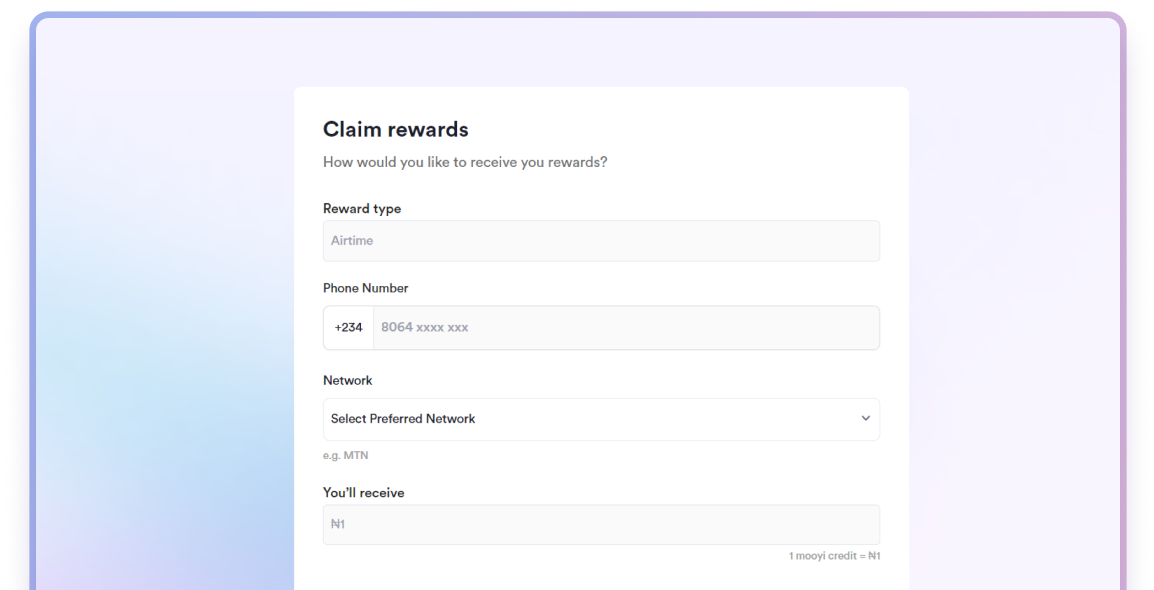 Claim rewards
How would you like to receive you rewards?
Reward type
Airtime
Phone Number
+234 8064 xxxx xxx
Network
Select Preferred Network
e.g. MTN
You'll receive
₦1
1 mooyi credit = ₦1